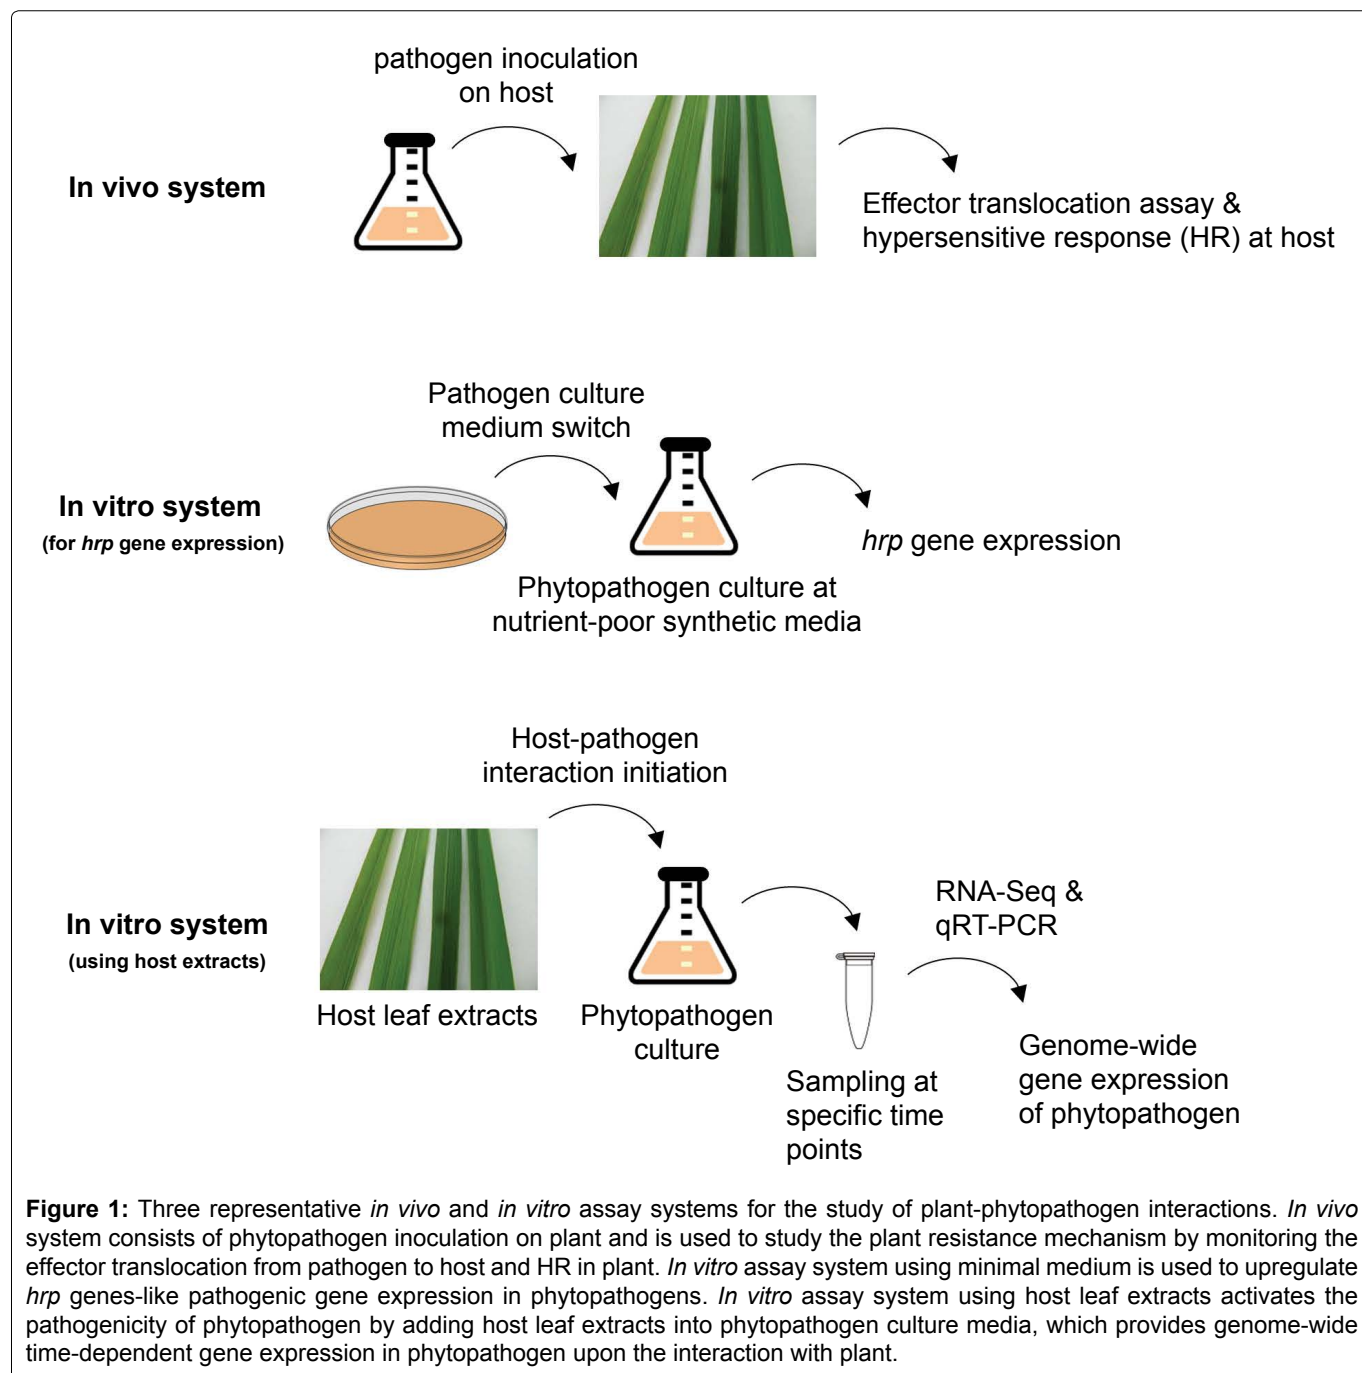 pathogen inoculation
on host
In vivo system
Effector translocation assay &
hypersensitive response (HR) at host
Pathogen culture
medium switch
In vitro system
(for hrp gene expression)
hrp gene expression
Phytopathogen culture at
nutrient-poor synthetic media
Host-pathogen
interaction initiation
RNA-Seq &
qRT-PCR
In vitro system
(using host extracts)
Host leaf extracts
Phytopathogen
culture
Sampling at
specific time
points
Genome-wide
gene expression
of phytopathogen
Figure 1: Three representative in vivo and in vitro assay systems for the study of plant-phytopathogen interactions. In vivo
system consists of phytopathogen inoculation on plant and is used to study the plant resistance mechanism by monitoring the
effector translocation from pathogen to host and HR in plant. In vitro assay system using minimal medium is used to upregulate
hrp genes-like pathogenic gene expression in phytopathogens. In vitro assay system using host leaf extracts activates the
pathogenicity of phytopathogen by adding host leaf extracts into phytopathogen culture media, which provides genome-wide
time-dependent gene expression in phytopathogen upon the interaction with plant.